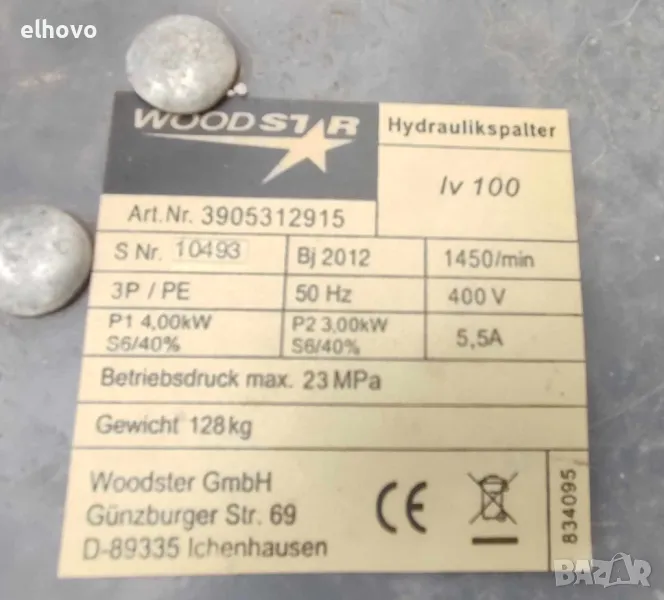 elhovo
WOODSTAR
Hydraulikspalter
lv 100
Art.Nr. 3905312915
S Nr. 10493
Bj 2012
1450/min
3P / PE
50 Hz
400 V
P1 4,00kW
S6/40%
P2 3,00kW
S6/40%
5,5A
Betriebsdruck max. 23 MPa
Gewicht 128kg
Woodster GmbH
Günzburger Str. 69
D-89335 Ichenhausen
CE
834095
BAZAR